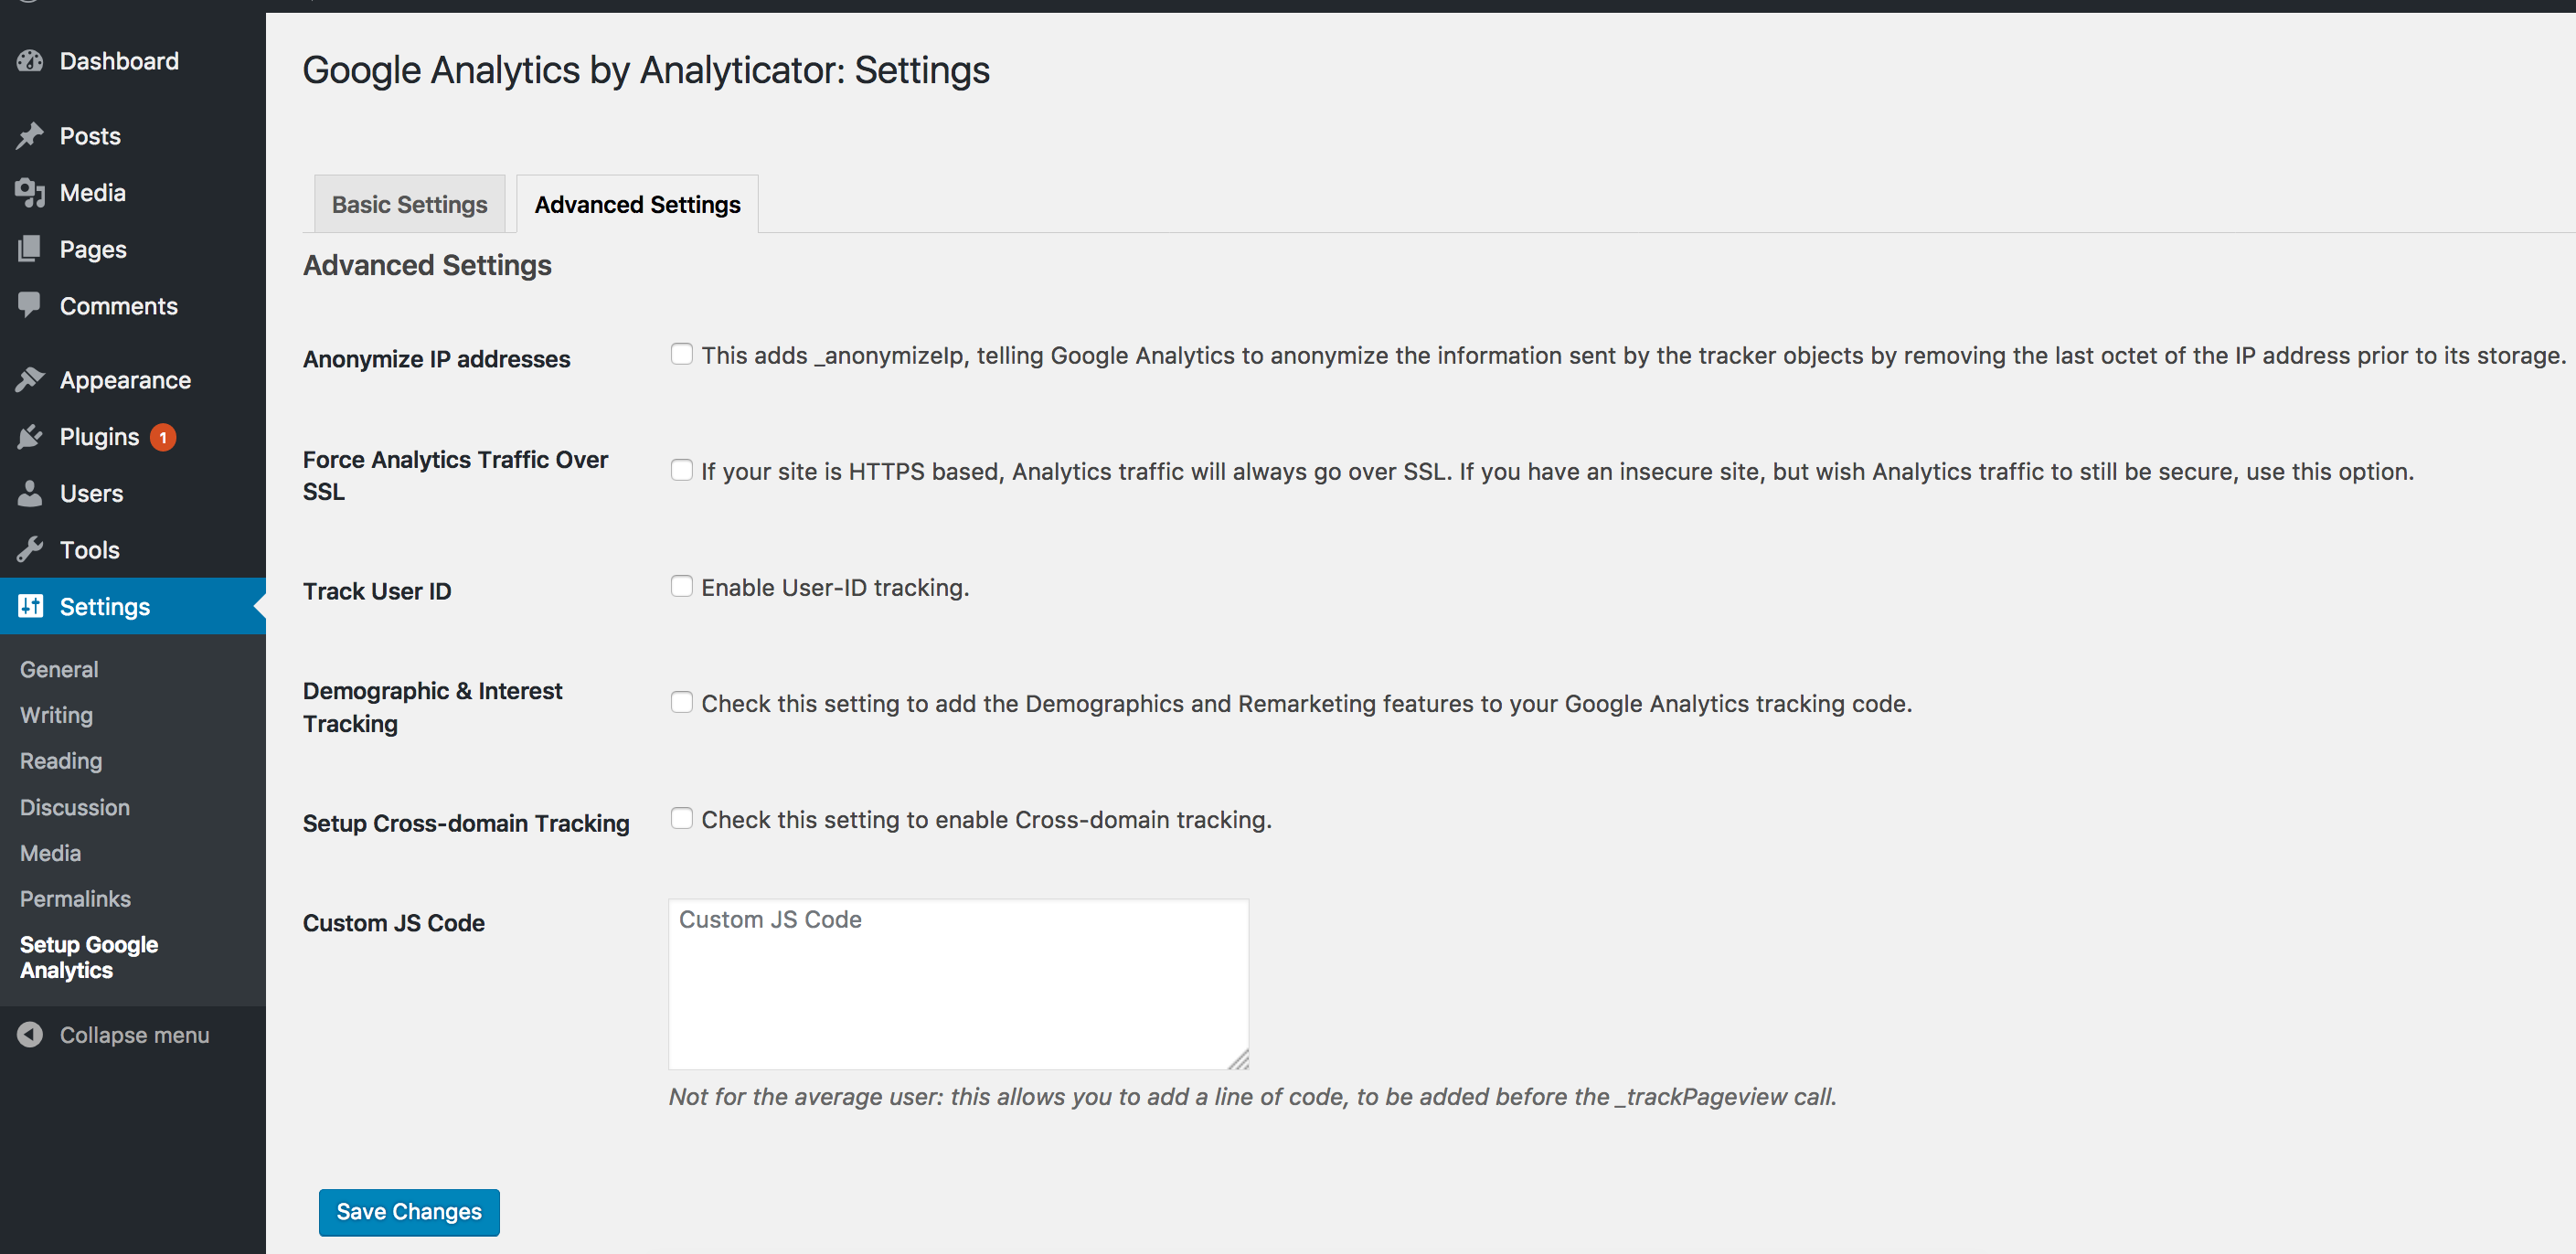 Dashboard
Posts
Media
Pages
Comments
Appearance
Plugins 1
Users
Tools
Settings
General
Writing
Reading
Discussion
Media
Permalinks
Setup Google
Analytics
Collapse menu
Google Analytics by Analyticator: Settings
Basic Settings
Advanced Settings
Advanced Settings
Anonymize IP addresses
This adds _anonymizeIp, telling Google Analytics to anonymize the information sent by the tracker objects by removing the last octet of the IP address prior to its storage.
Force Analytics Traffic Over
SSL
If your site is HTTPS based, Analytics traffic will always go over SSL. If you have an insecure site, but wish Analytics traffic to still be secure, use this option.
Track User ID
Enable User-ID tracking.
Demographic & Interest
Tracking
Check this setting to add the Demographics and Remarketing features to your Google Analytics tracking code.
Setup Cross-domain Tracking
Check this setting to enable Cross-domain tracking.
Custom JS Code
Custom JS Code
Not for the average user: this allows you to add a line of code, to be added before the _trackPageview call.
Save Changes